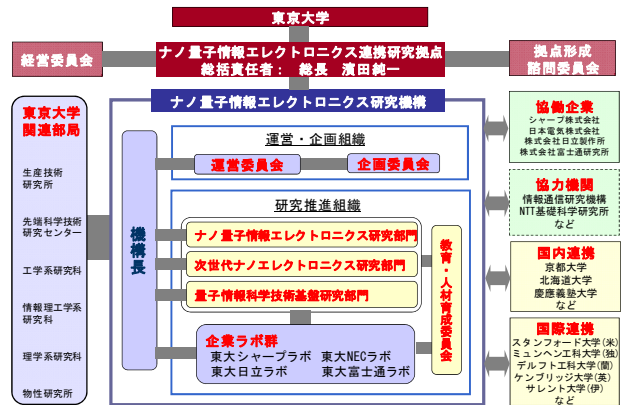 東京大学
経営委員会
ナノ量子情報エレクトロニクス連携研究拠点
総括責任者： 総長 濱田純一
拠点形成
諮問委員会
ナノ量子情報エレクトロニクス研究機構
東京大学
関連部局
生産技術
研究所
先端科学技術
研究センター
工学系研究科
情報理工学系
研究科
理学系研究科
物性研究所
機構長
運営・企画組織
運営委員会
企画委員会
研究推進組織
ナノ量子情報エレクトロニクス研究部門
次世代ナノエレクトロニクス研究部門
量子情報科学技術基盤研究部門
教育・人材育成委員会
企業ラボ群
東大シャープラボ 東大NECラボ
東大日立ラボ 東大富士通ラボ
協働企業
シャープ株式会社
日本電気株式会社
株式会社日立製作所
株式会社富士通研究所
協力機関
情報通信研究機構
NTT基礎科学研究所
など
国内連携
京都大学
北海道大学
慶應義塾大学
など
国際連携
スタンフォード大学(米)
ミュンヘン工科大学(独)
デルフト工科大学(蘭)
ケンブリッジ大学(英)
サレント大学(伊)
など